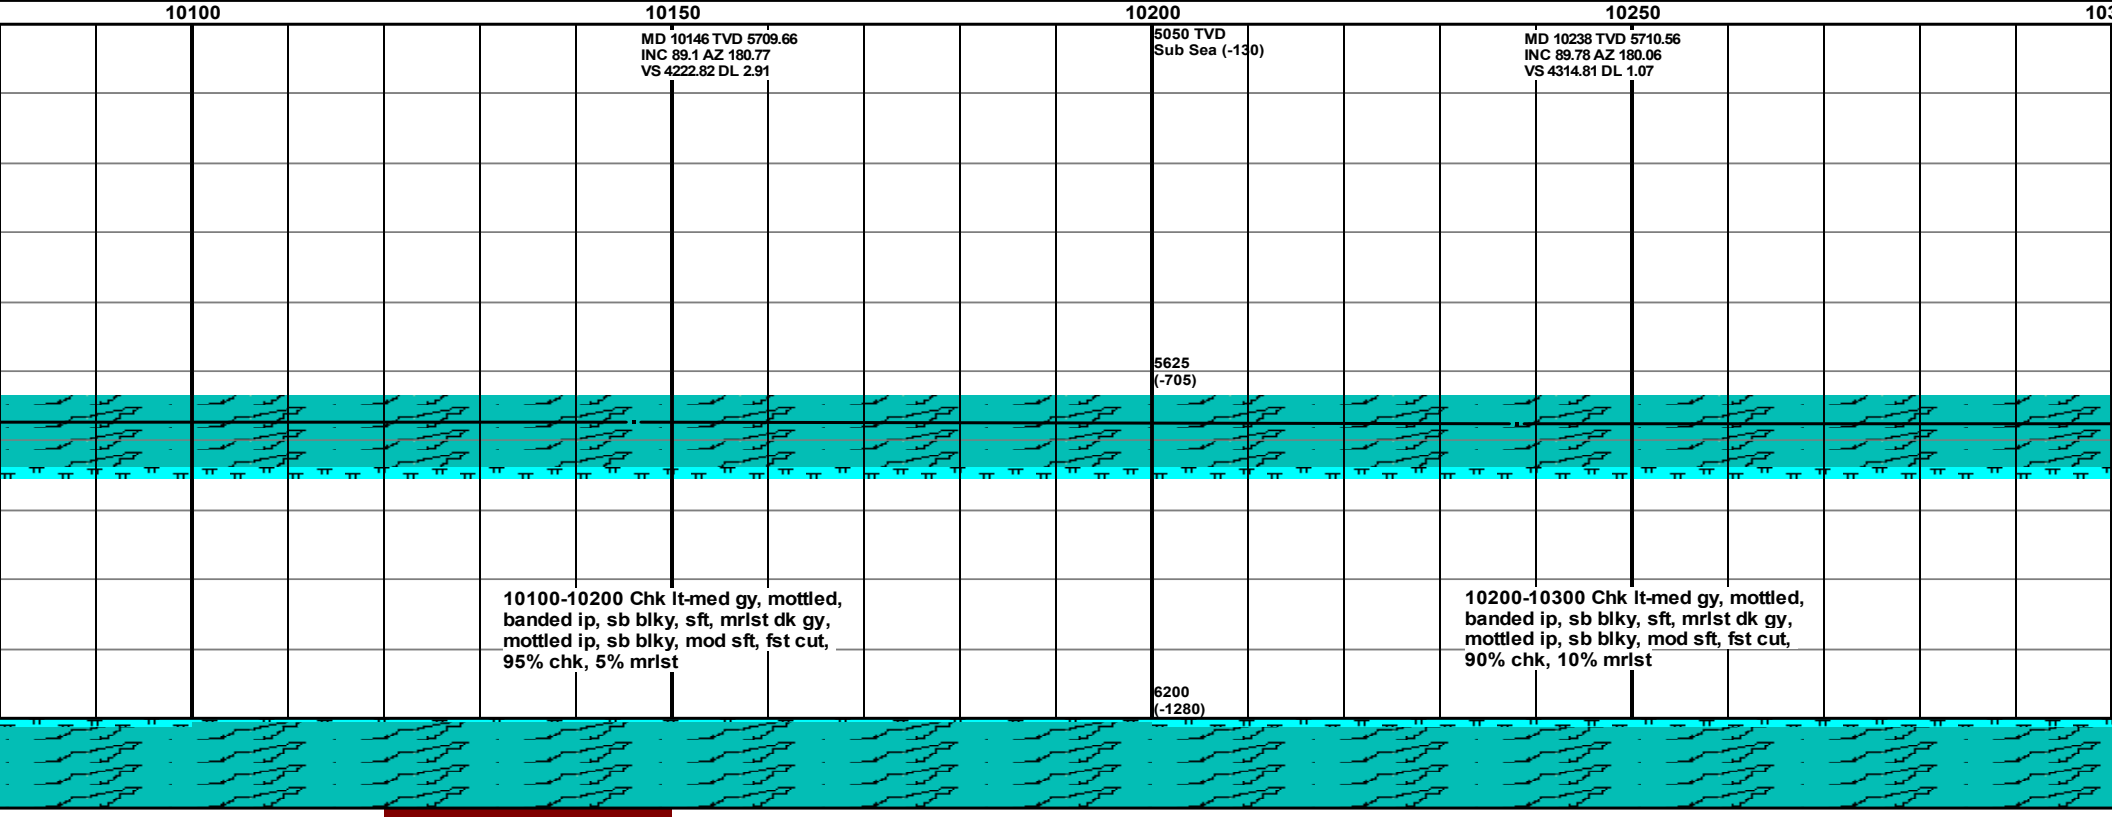 10100 10150 10200 10250
MD 10146 TVD 5709.66
INC 89.1 AZ 180.77
VS 4222.82 DL 2.91
5050 TVD
Sub Sea (-130)
MD 10238 TVD 5710.56
INC 89.78 AZ 180.06
VS 4314.81 DL 1.07
5625
(-705)
10100-10200 Chk lt-med gy, mottled,
banded ip, sb blky, sft, mrlst dk gy,
mottled ip, sb blky, mod sft, fst cut,
95% chk, 5% mrlst
10200-10300 Chk lt-med gy, mottled,
banded ip, sb blky, sft, mrlst dk gy,
mottled ip, sb blky, mod sft, fst cut,
90% chk, 10% mrlst
6200
(-1280)